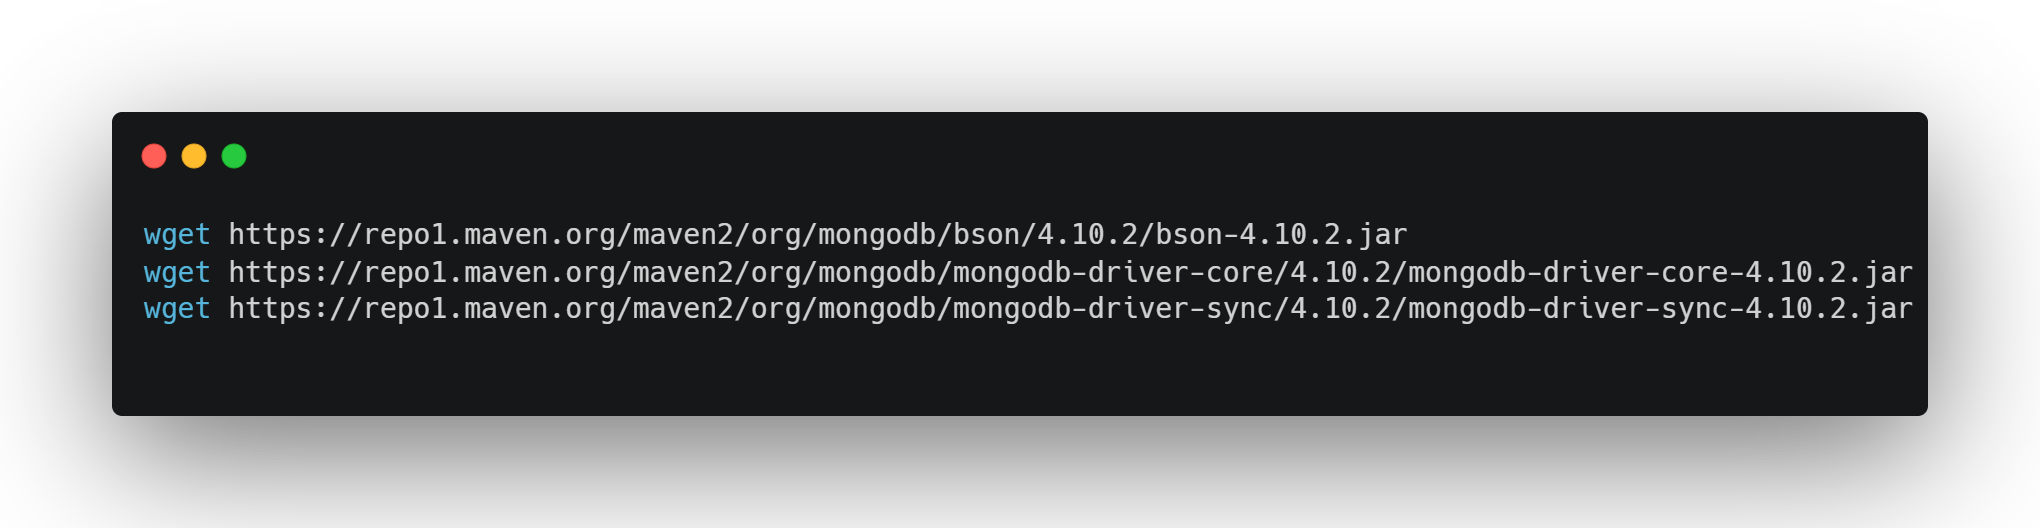 wget https://repo1.maven.org/maven2/org/mongodb/bson/4.10.2/bson-4.10.2.jar
wget https://repo1.maven.org/maven2/org/mongodb/mongodb-driver-core/4.10.2/mongodb-driver-core-4.10.2.jar
wget https://repo1.maven.org/maven2/org/mongodb/mongodb-driver-sync/4.10.2/mongodb-driver-sync-4.10.2.jar